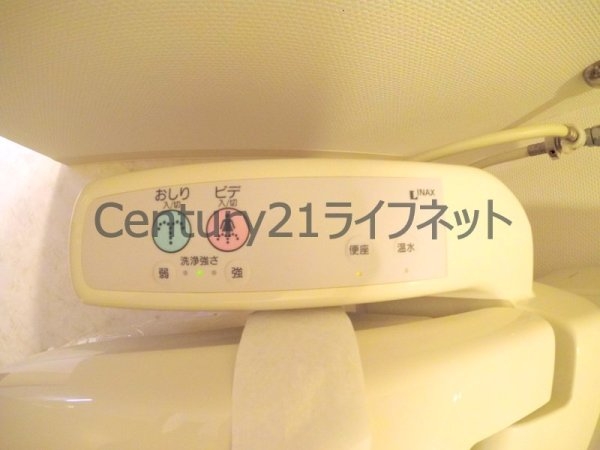 おしり
入/切
ビデ
入/切
INAX
Century21ライフネット
便座
温水
洗浄強さ
弱
強